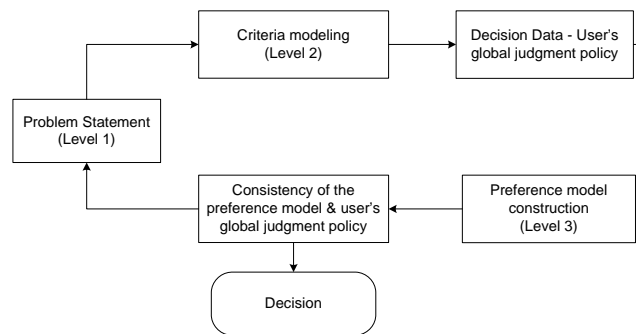 Criteria modeling
(Level 2)
Decision Data - User's
global judgment policy
Problem Statement
(Level 1)
Consistency of the
preference model & user's
global judgment policy
Preference model
construction
(Level 3)
Decision